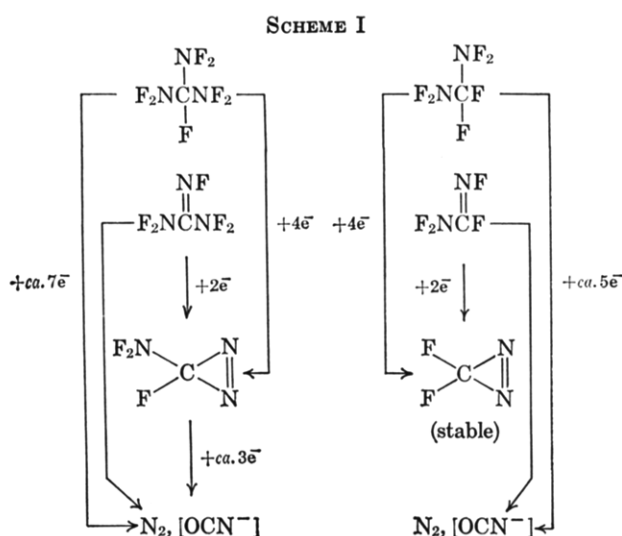 SCHEME I
NF₂ NF₂
F₂NCNF₂ F₂NCF
F F
NF NF
F₂NCNF₂ F₂NCF
+4e̅ +4e̅
+ca.7e̅ +2e̅ +2e̅ +ca.5e̅
F₂N N F N
C C
F N F N
(stable)
+ca.3e̅
N₂, [OCN⁻] N₂, [OCN⁻]